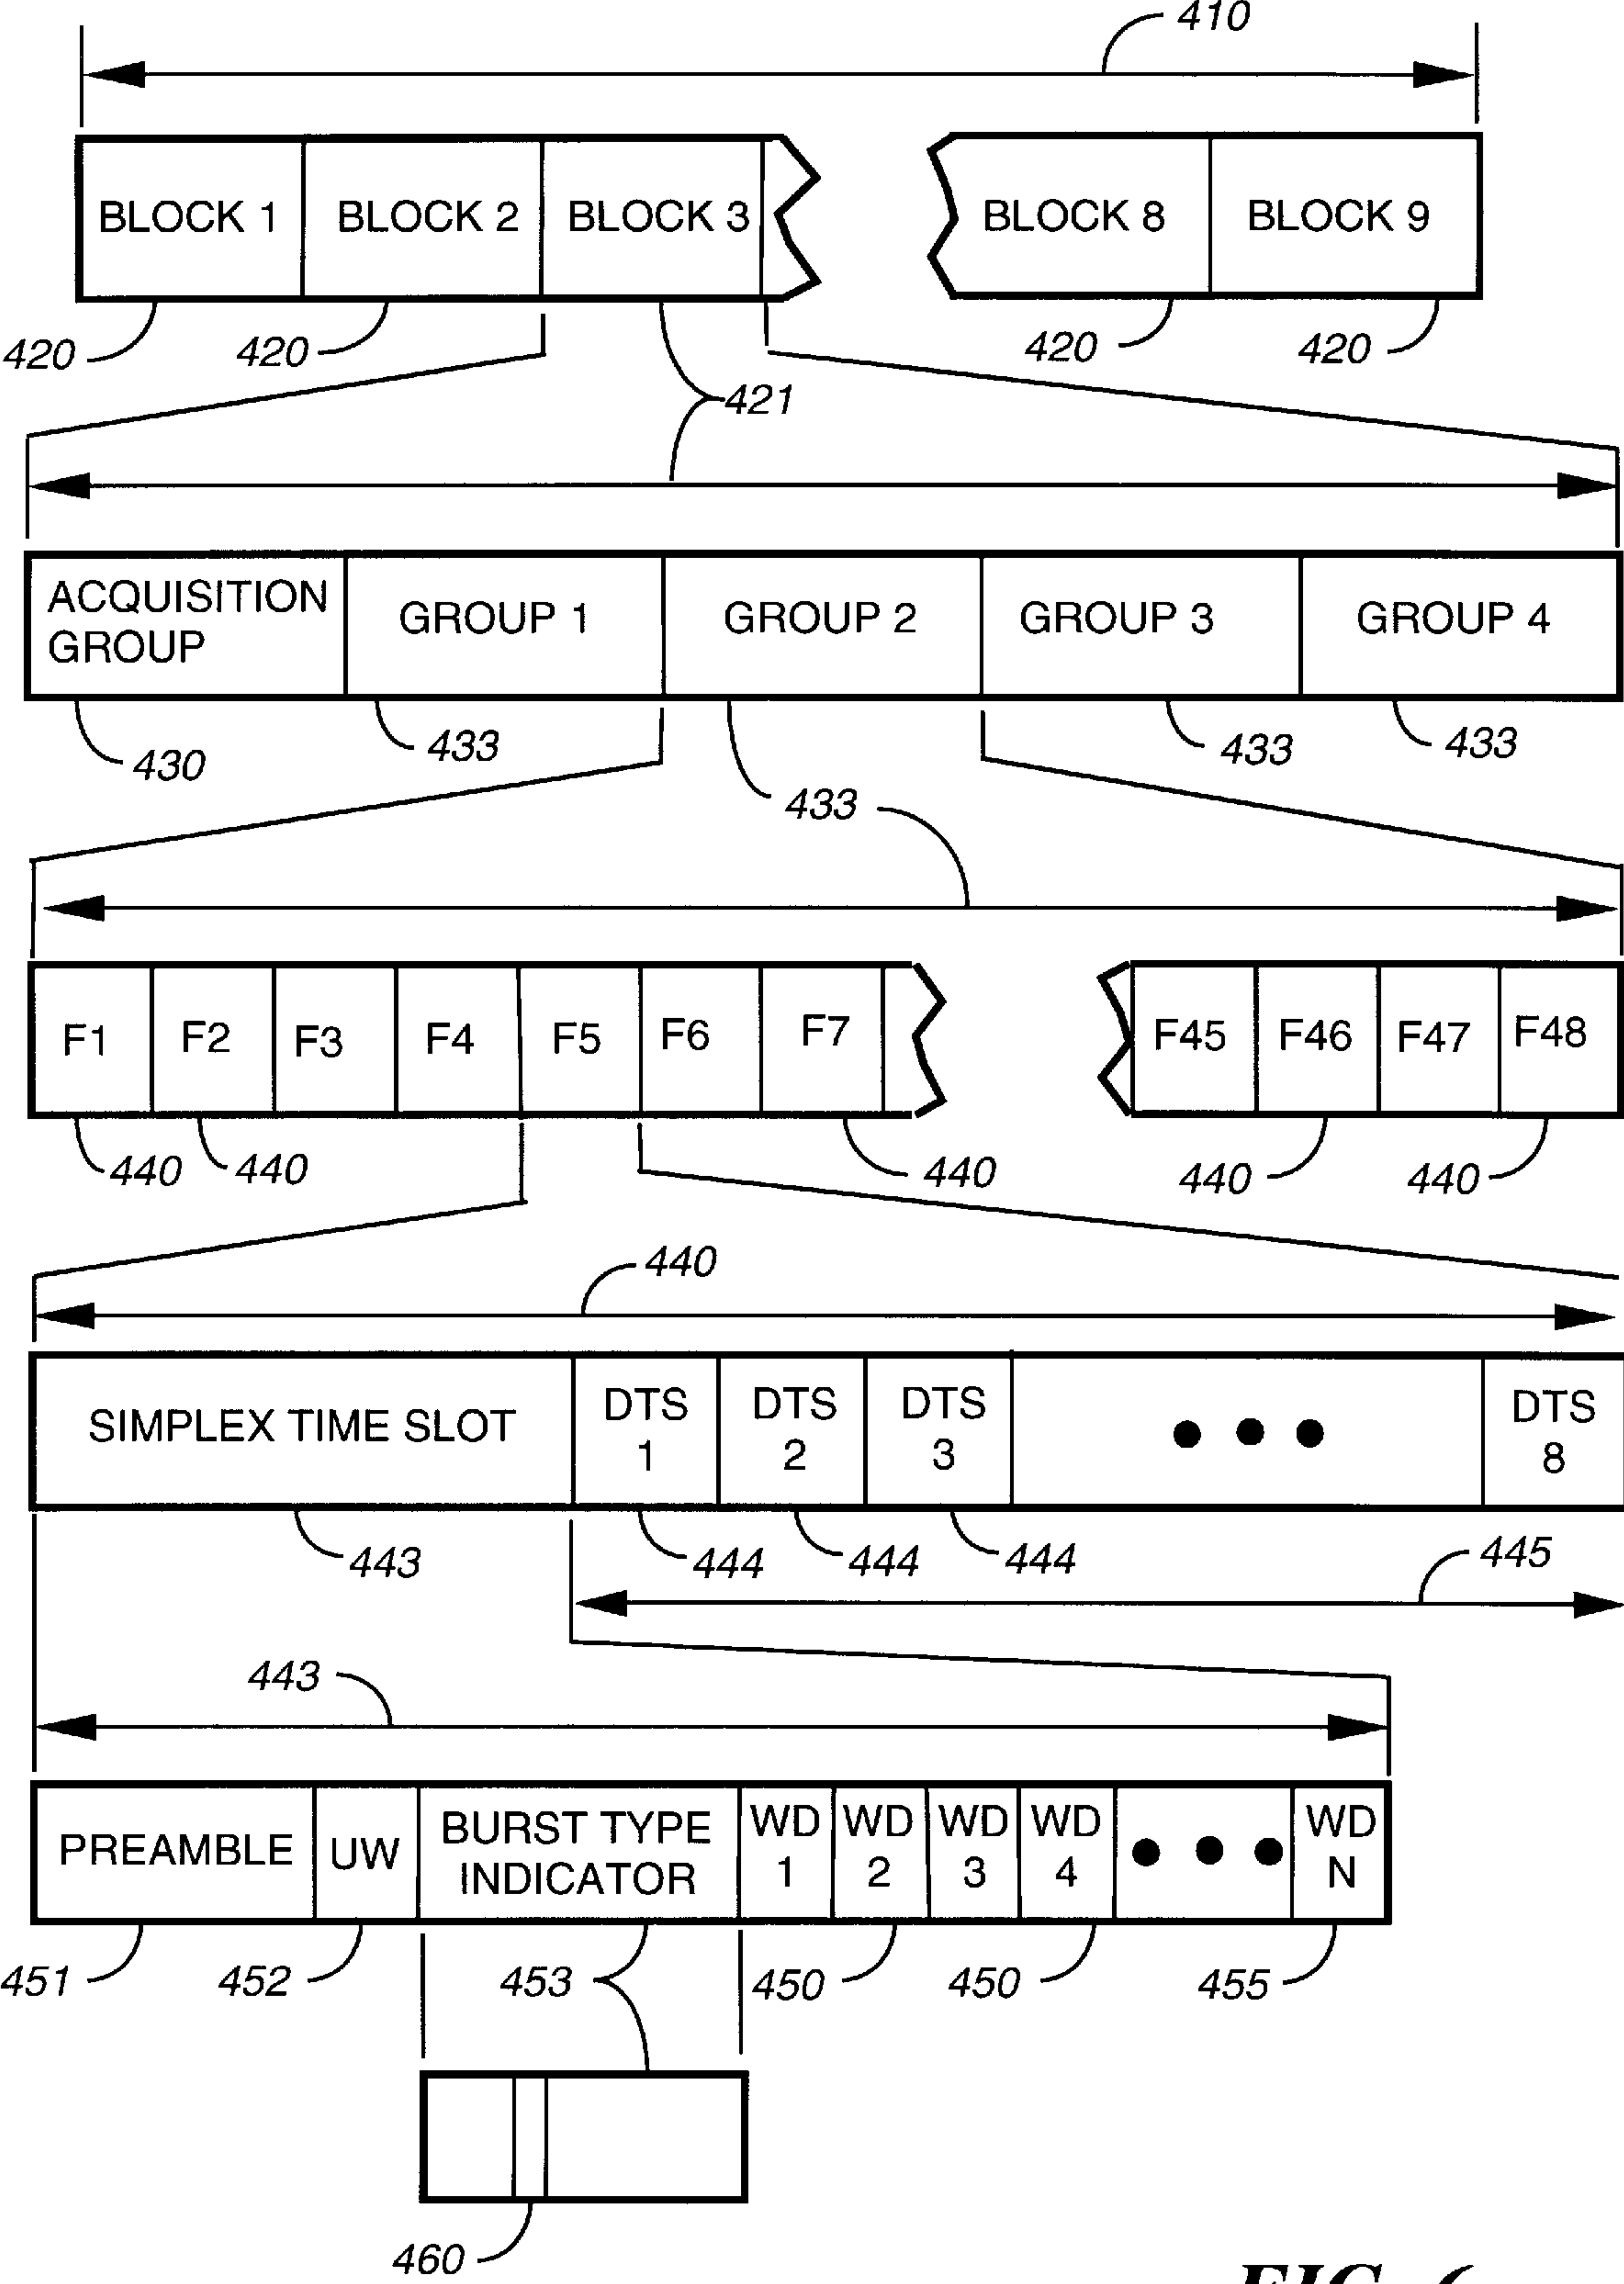 410
BLOCK 1 BLOCK 2 BLOCK 3 BLOCK 8 BLOCK 9
420 420 420 420
421
ACQUISITION
GROUP
GROUP 1 GROUP 2 GROUP 3 GROUP 4
430 433 433 433
433
F1 F2 F3 F4 F5 F6 F7 F45 F46 F47 F48
440 440 440 440 440
440
SIMPLEX TIME SLOT
DTS
1
DTS
2
DTS
3
DTS
8
443 444 444 444 445
443
PREAMBLE UW
BURST TYPE
INDICATOR
WD
1
WD
2
WD
3
WD
4
WD
N
451 452 453 450 450 455
460